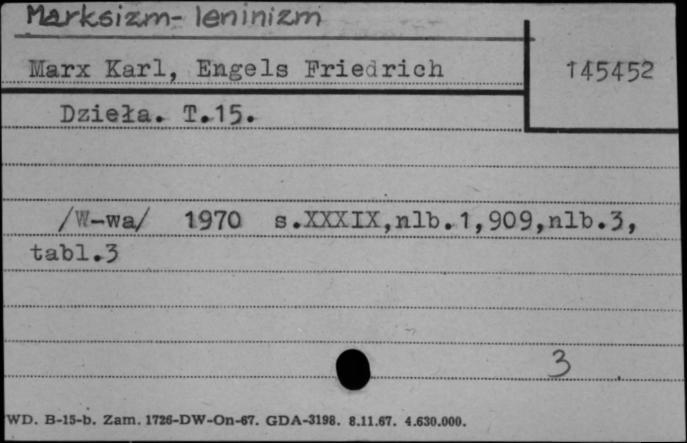 Marksizm-leninizm
Marx Karl, Engels Friedrich
145452
Dzieła. T.15.
/W-wa/ 1970 s.XXXIX,nlb.1,909,nlb.3,
tabl.3
3
WD. B-15-b. Zam. 1726-DW-On-67. GDA-3198. 8.11.67. 4.630.000.